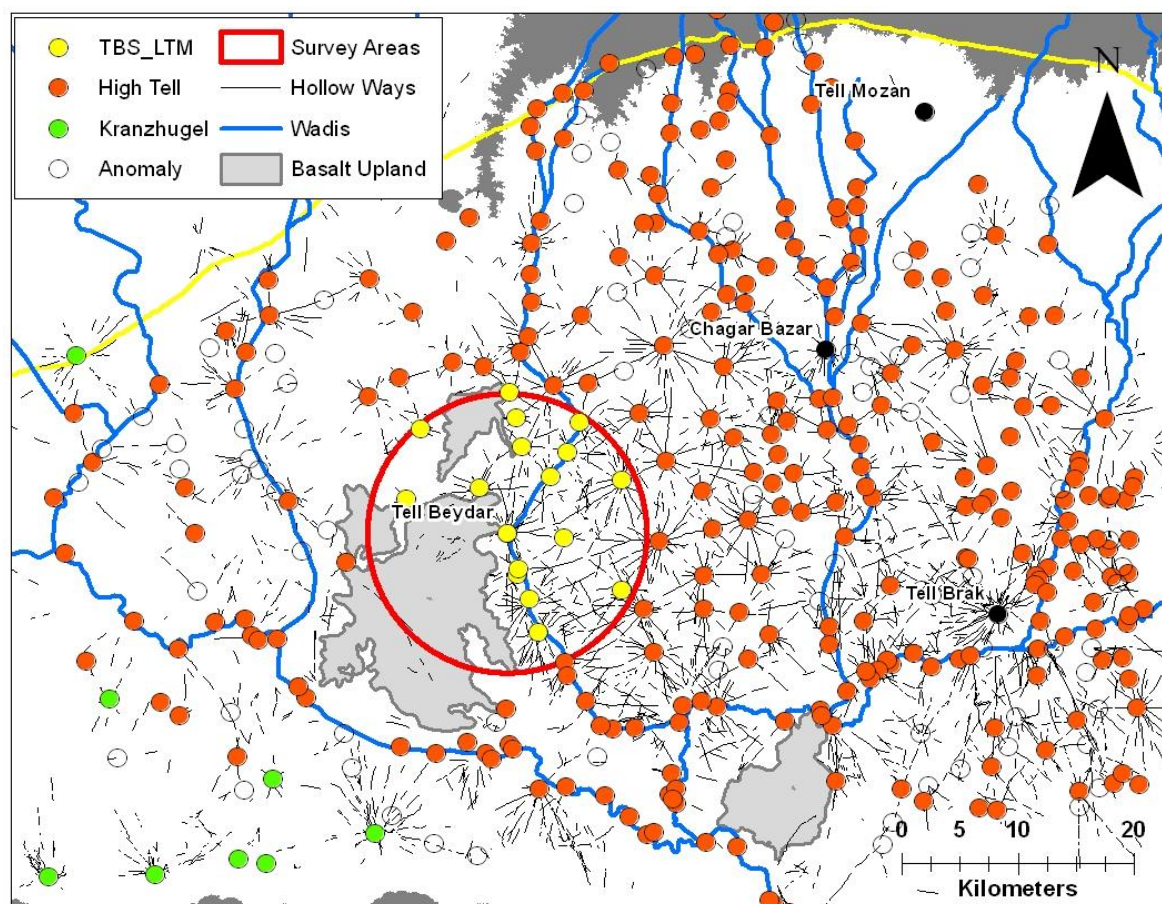 TBS_LTM
Survey Areas
High Tell
Hollow Ways
Kranzhugel
Wadis
Anomaly
Basalt Upland
N
Tell Mozan
Chagar Bazar
Tell Beydar
Tell Brak
0 5 10 20
Kilometers